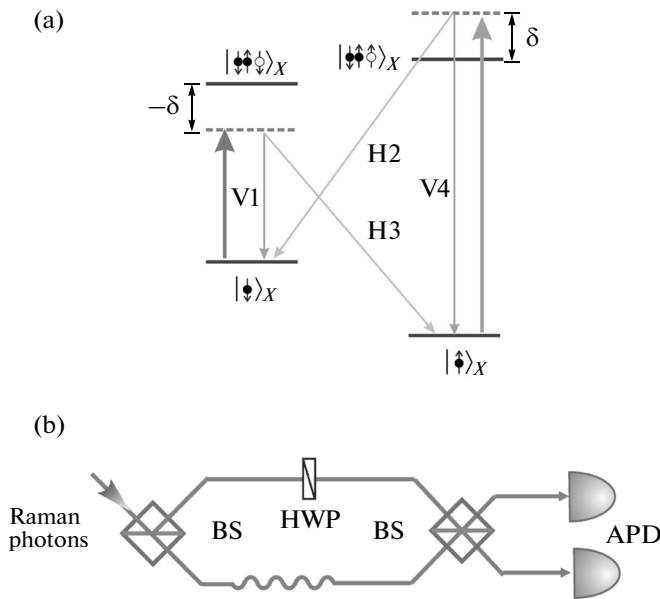 (a)
δ
−δ
H2
V1
V4
H3
| ⟩X
| ⟩X
| ⟩X
| ⟩X
(b)
Raman
photons
BS
HWP
BS
APD